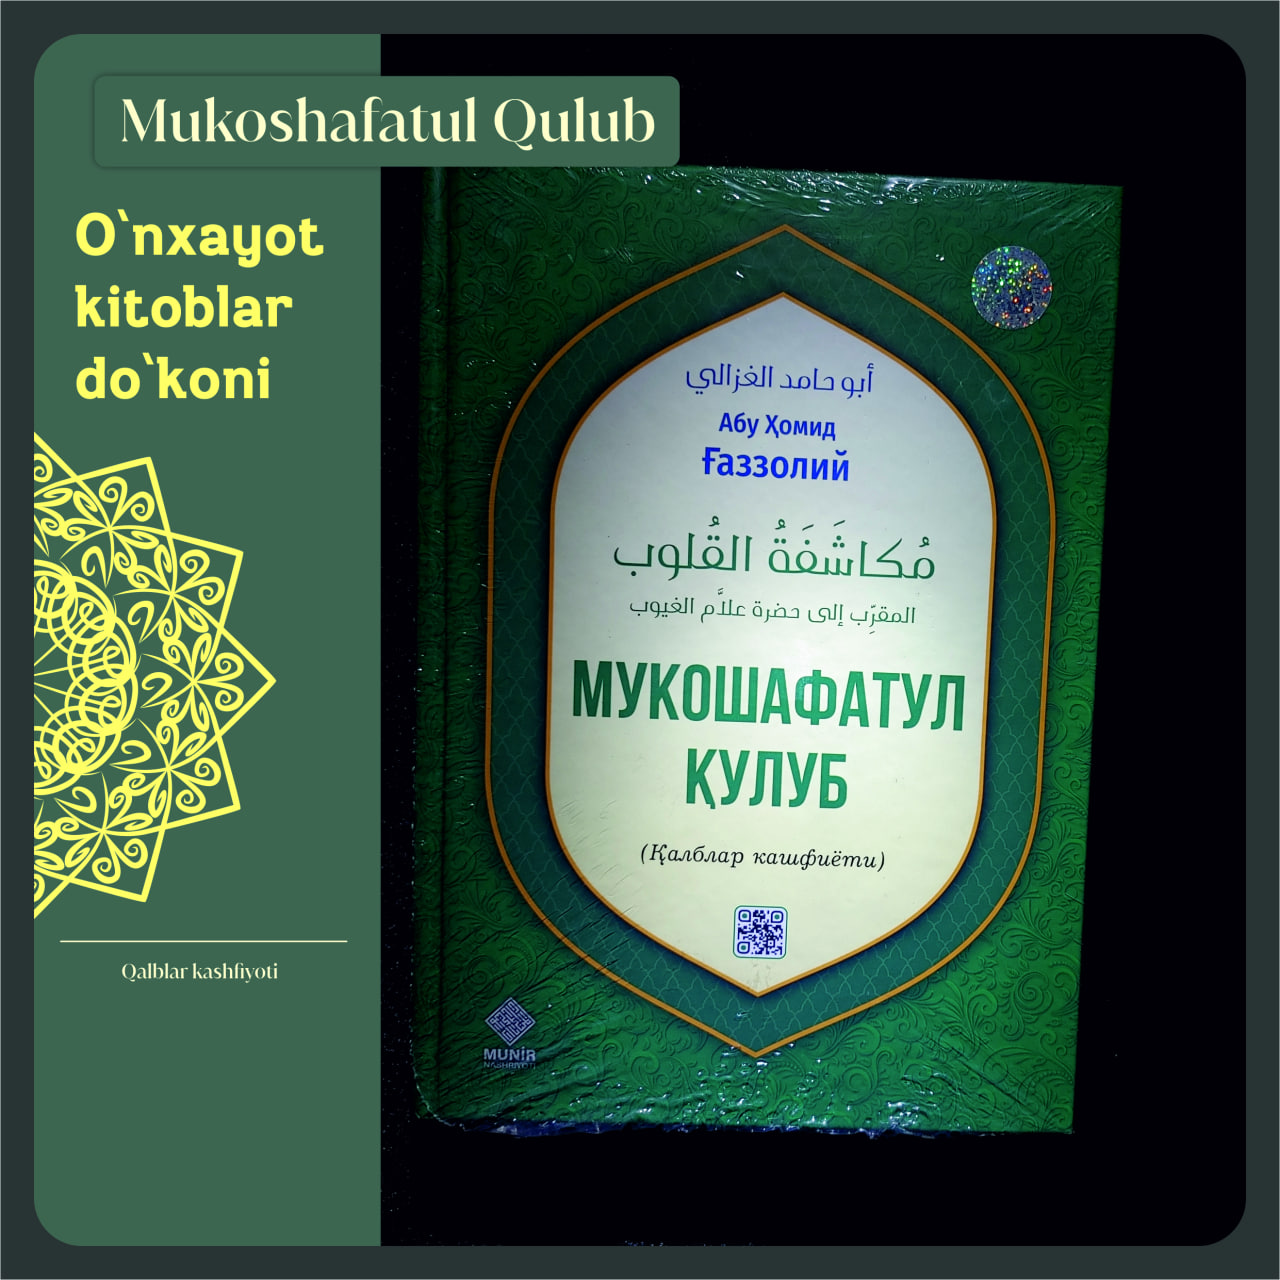 Mukoshafatul Qulub
O`nxayot
kitoblar
do`koni
Qalblar kashfiyoti
أبو حامد الغزالي
Абу Ҳомид
Ғаззолий
مُكاشَفَةُ القُلوب
المقرِّب إلى حضرة علاَّم الغيوب
МУКОШАФАТУЛ
ҚУЛУБ
(Қалблар кашфиёти)
MUNIR
NASHRIYOTI